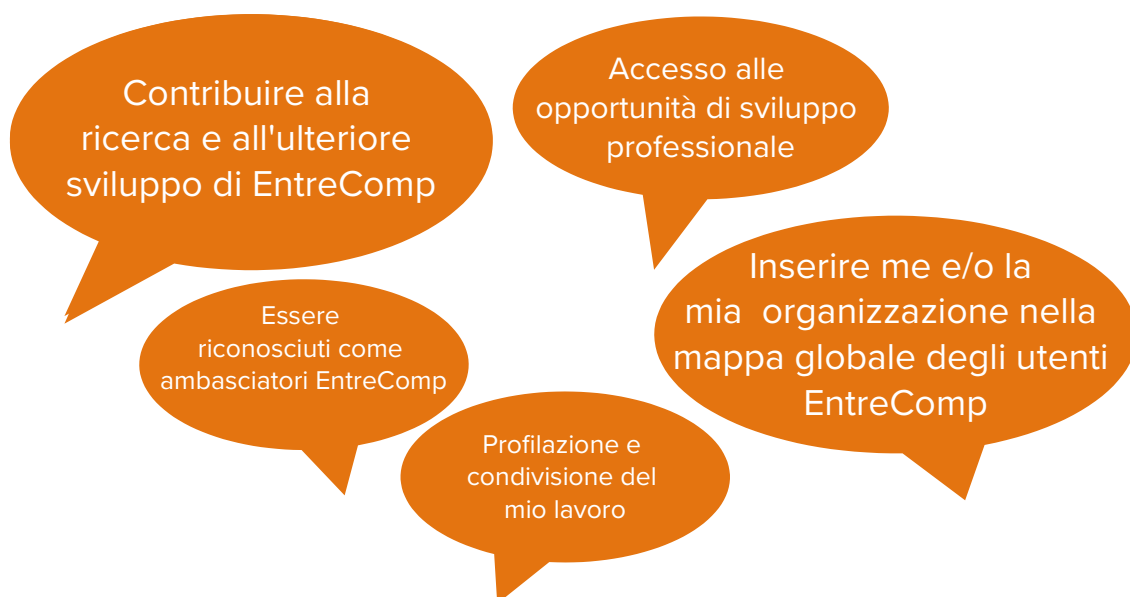 Contribuire alla
ricerca e all'ulteriore
sviluppo di EntreComp
Accesso alle
opportunità di sviluppo
professionale
Inserire me e/o la
mia  organizzazione nella
mappa globale degli utenti
EntreComp
Essere
riconosciuti come
ambasciatori EntreComp
Profilazione e
condivisione del
mio lavoro